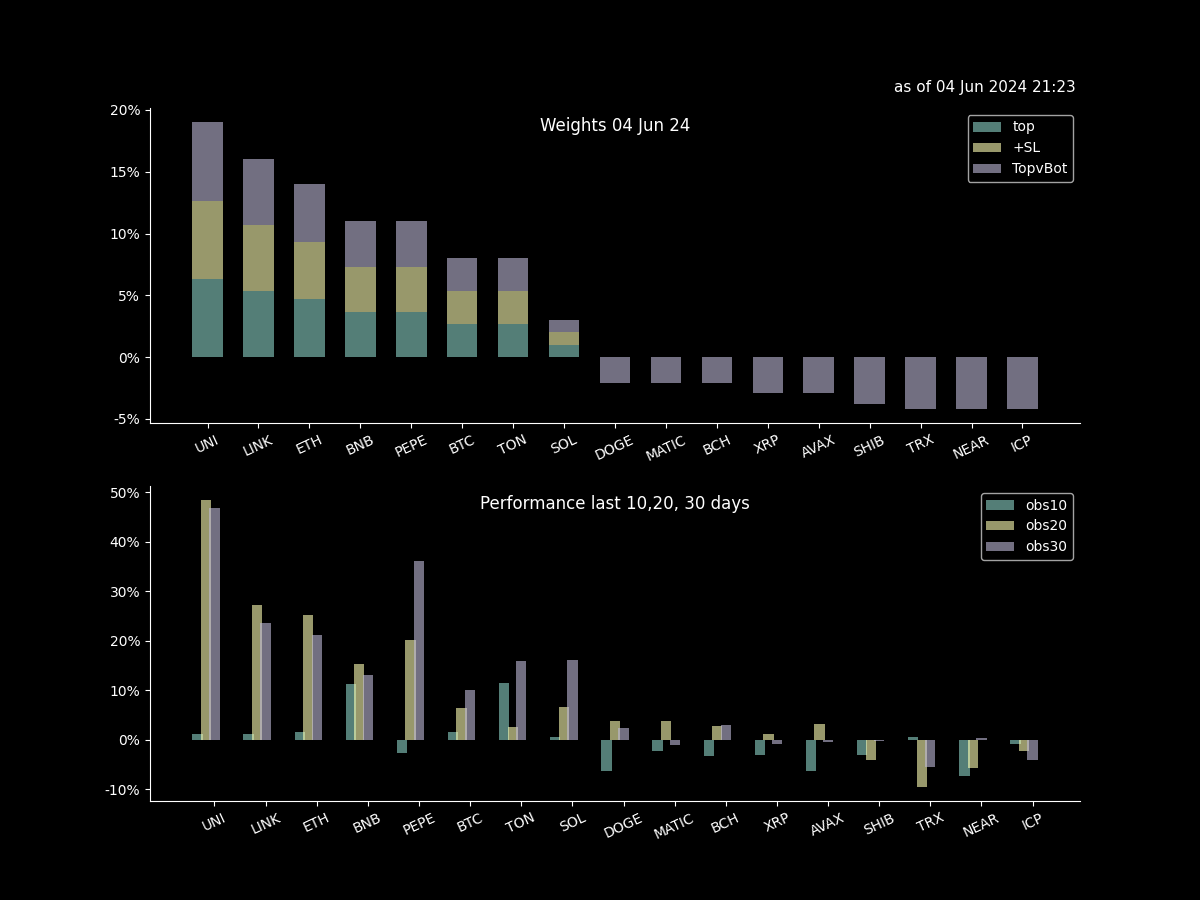 as of 04 Jun 2024 21:23
Weights 04 Jun 24
top
+SL
TopvBot
20%
15%
10%
5%
0%
-5%
UNI LINK ETH BNB PEPE BTC TON SOL DOGE MATIC BCH XRP AVAX SHIB TRX NEAR ICP
Performance last 10,20, 30 days
obs10
obs20
obs30
50%
40%
30%
20%
10%
0%
-10%
UNI LINK ETH BNB PEPE BTC TON SOL DOGE MATIC BCH XRP AVAX SHIB TRX NEAR ICP